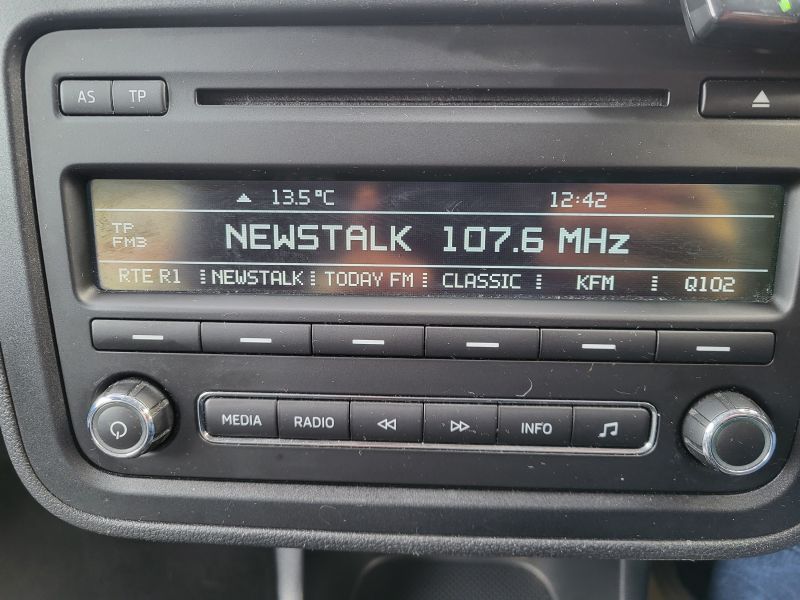 AS TP
13.5°C 12:42
TP
FM3
NEWSTALK 107.6 MHz
RTE R1 NEWSTALK TODAY FM CLASSIC KFM Q102
MEDIA RADIO INFO